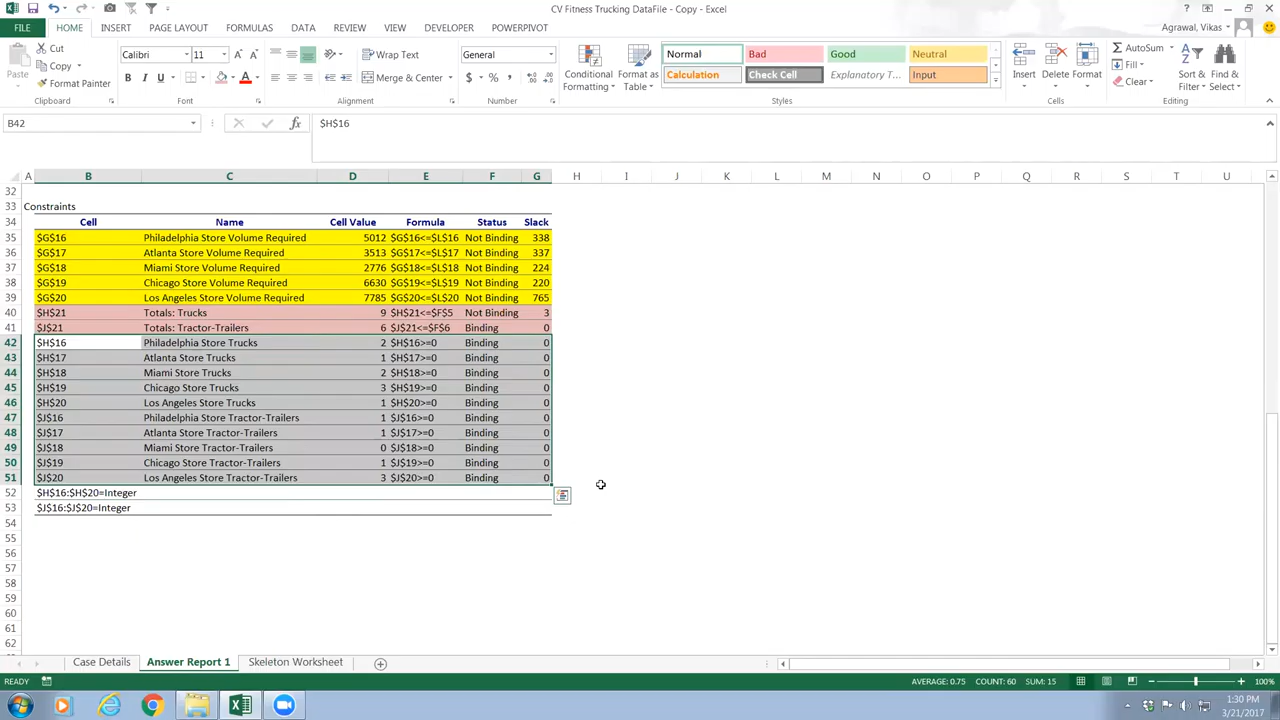 CV Fitness Trucking DataFile - Copy - Excel
FILE HOME INSERT PAGE LAYOUT FORMULAS DATA REVIEW VIEW DEVELOPER POWERPIVOT Agrawal, Vikas
Paste Cut Copy Format Painter Clipboard
Calibri 11 B I U A Font
Wrap Text Merge & Center Alignment
General $ % , Number
Conditional Formatting Format as Table
Normal Bad Good Neutral
Calculation Check Cell Explanatory T... Input
Styles
Insert Delete Format Cells
AutoSum Fill Clear Sort & Filter Find & Select Editing
B42 fx $H$16
A B C D E F G H I J K L M N O P Q R S T U
32
33 Constraints
34 Cell Name Cell Value Formula Status Slack
35 $G$16 Philadelphia Store Volume Required 5012 $G$16<=$L$16 Not Binding 338
36 $G$17 Atlanta Store Volume Required 3513 $G$17<=$L$17 Not Binding 337
37 $G$18 Miami Store Volume Required 2776 $G$18<=$L$18 Not Binding 224
38 $G$19 Chicago Store Volume Required 6630 $G$19<=$L$19 Not Binding 220
39 $G$20 Los Angeles Store Volume Required 7785 $G$20<=$L$20 Not Binding 765
40 $H$21 Totals: Trucks 9 $H$21<=$F$5 Not Binding 3
41 $J$21 Totals: Tractor-Trailers 6 $J$21<=$F$6 Binding 0
42 $H$16 Philadelphia Store Trucks 2 $H$16>=0 Binding 0
43 $H$17 Atlanta Store Trucks 1 $H$17>=0 Binding 0
44 $H$18 Miami Store Trucks 2 $H$18>=0 Binding 0
45 $H$19 Chicago Store Trucks 3 $H$19>=0 Binding 0
46 $H$20 Los Angeles Store Trucks 1 $H$20>=0 Binding 0
47 $J$16 Philadelphia Store Tractor-Trailers 1 $J$16>=0 Binding 0
48 $J$17 Atlanta Store Tractor-Trailers 1 $J$17>=0 Binding 0
49 $J$18 Miami Store Tractor-Trailers 0 $J$18>=0 Binding 0
50 $J$19 Chicago Store Tractor-Trailers 1 $J$19>=0 Binding 0
51 $J$20 Los Angeles Store Tractor-Trailers 3 $J$20>=0 Binding 0
52 $H$16:$H$20=Integer
53 $J$16:$J$20=Integer
54
55
56
57
58
59
60
61
62
Case Details Answer Report 1 Skeleton Worksheet
READY AVERAGE: 0.75 COUNT: 60 SUM: 15 100%
1:30 PM
3/21/2017